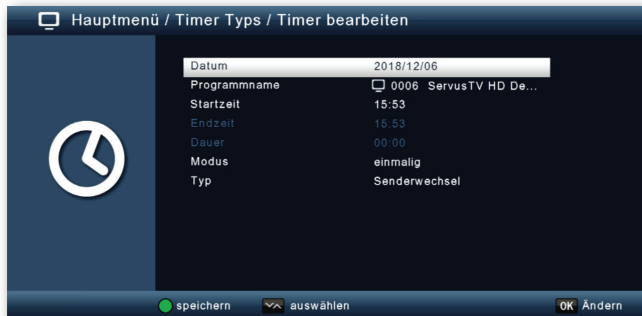 Hauptmenü / Timer Typs / Timer bearbeiten
Datum 2018/12/06
Programmname 0006 ServusTV HD De...
Startzeit 15:53
Endzeit 15:53
Dauer 00:00
Modus einmalig
Typ Senderwechsel
speichern auswählen OK Ändern